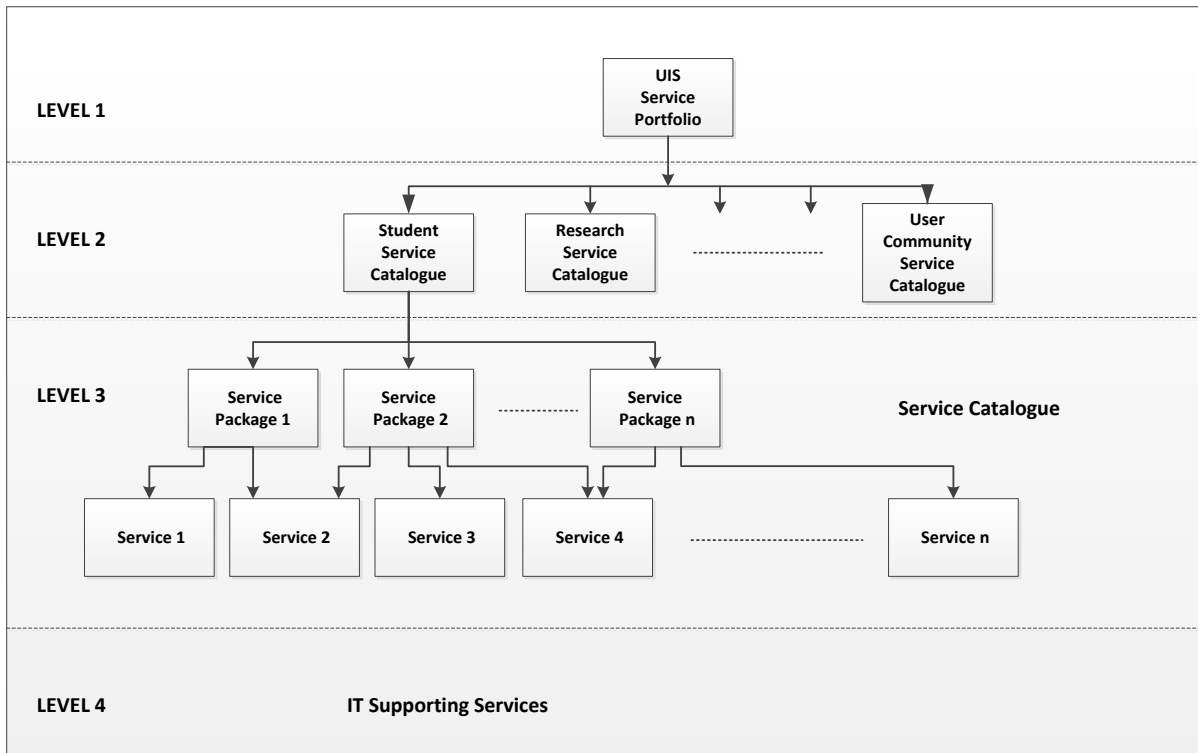 UIS
Service
Portfolio
LEVEL 1
LEVEL 2
Student
Service
Catalogue
Research
Service
Catalogue
User
Community
Service
Catalogue
LEVEL 3
Service
Package 1
Service
Package 2
Service
Package n
Service Catalogue
Service 1
Service 2
Service 3
Service 4
Service n
LEVEL 4
IT Supporting Services